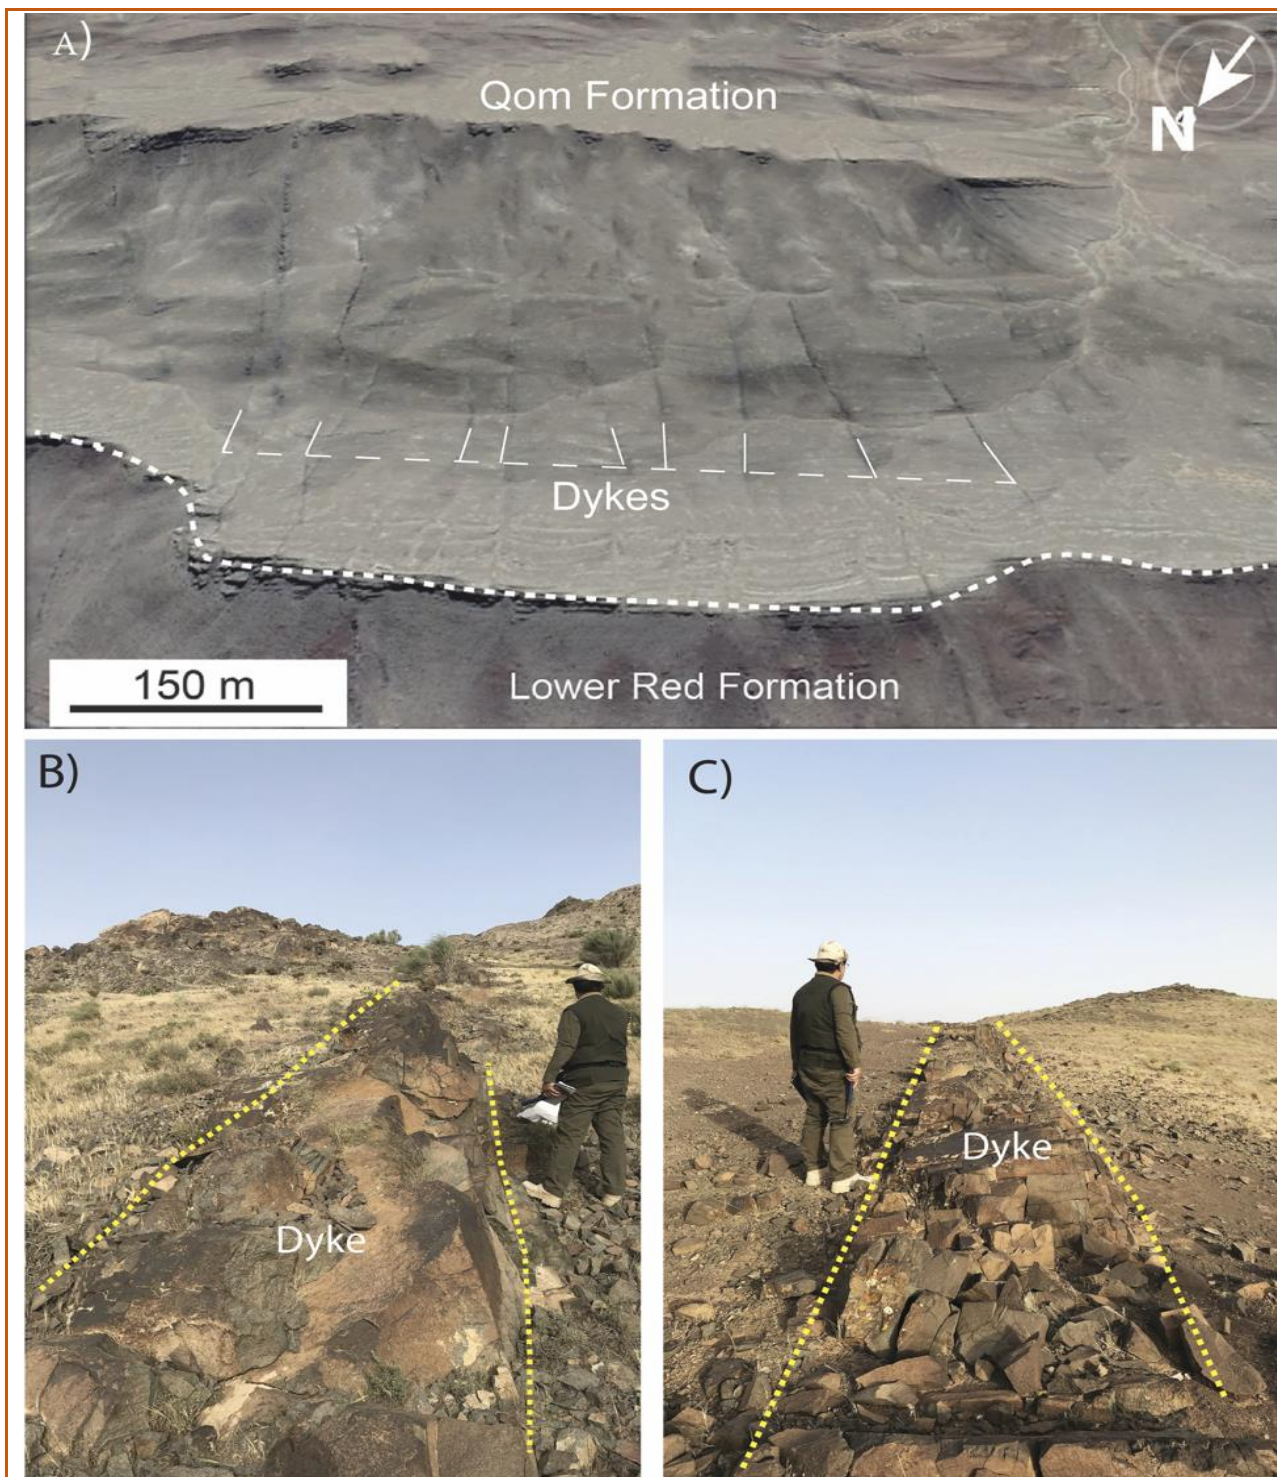 A)
Qom Formation
N
Dykes
150 m
Lower Red Formation
B)
Dyke
C)
Dyke